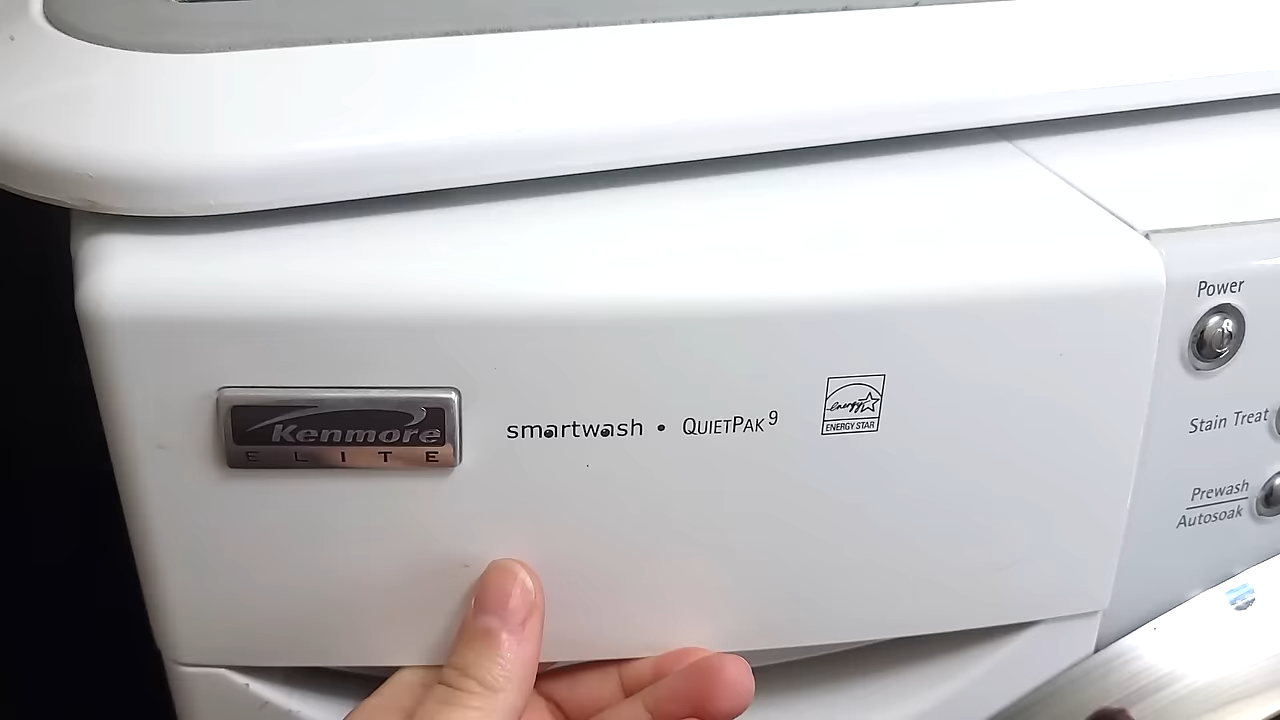 Power
Kenmore
ELITE
smartwash • QUIETPAK 9
energy
ENERGY STAR
Stain Treat
Prewash
Autosoak